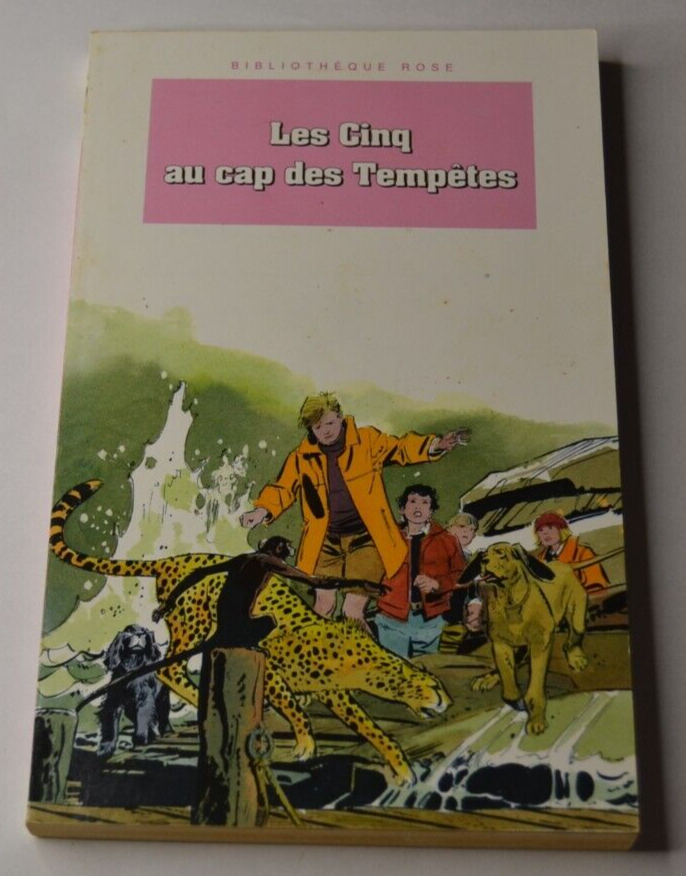 BIBLIOTHÈQUE ROSE
Les Cinq
au cap des Tempêtes